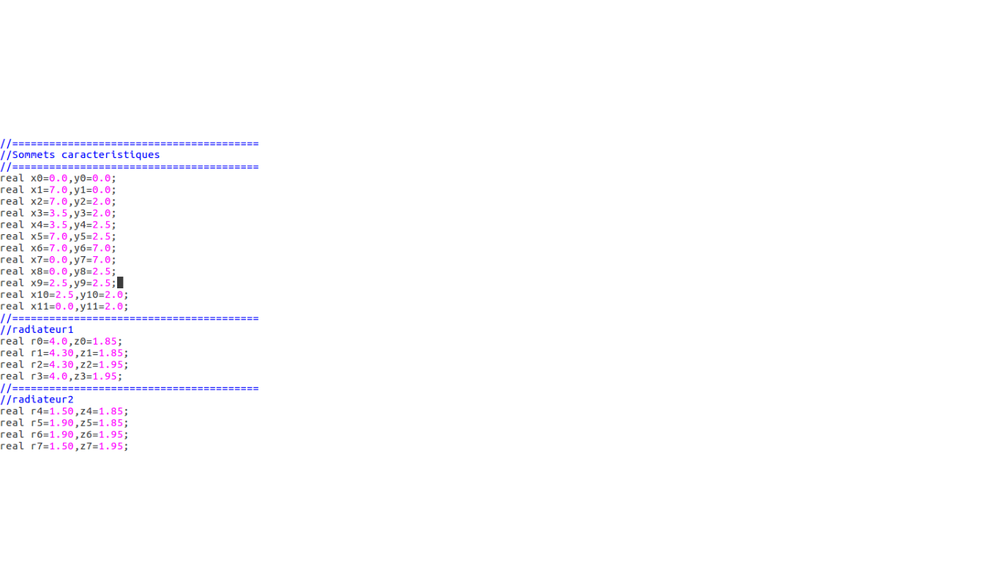 //========================================
//Sommets caracteristiques
//========================================
real x0=0.0,y0=0.0;
real x1=7.0,y1=0.0;
real x2=7.0,y2=2.0;
real x3=3.5,y3=2.0;
real x4=3.5,y4=2.5;
real x5=7.0,y5=2.5;
real x6=7.0,y6=7.0;
real x7=0.0,y7=7.0;
real x8=0.0,y8=2.5;
real x9=2.5,y9=2.5;
real x10=2.5,y10=2.0;
real x11=0.0,y11=2.0;
//========================================
//radiateur1
real r0=4.0,z0=1.85;
real r1=4.30,z1=1.85;
real r2=4.30,z2=1.95;
real r3=4.0,z3=1.95;
//========================================
//radiateur2
real r4=1.50,z4=1.85;
real r5=1.90,z5=1.85;
real r6=1.90,z6=1.95;
real r7=1.50,z7=1.95;